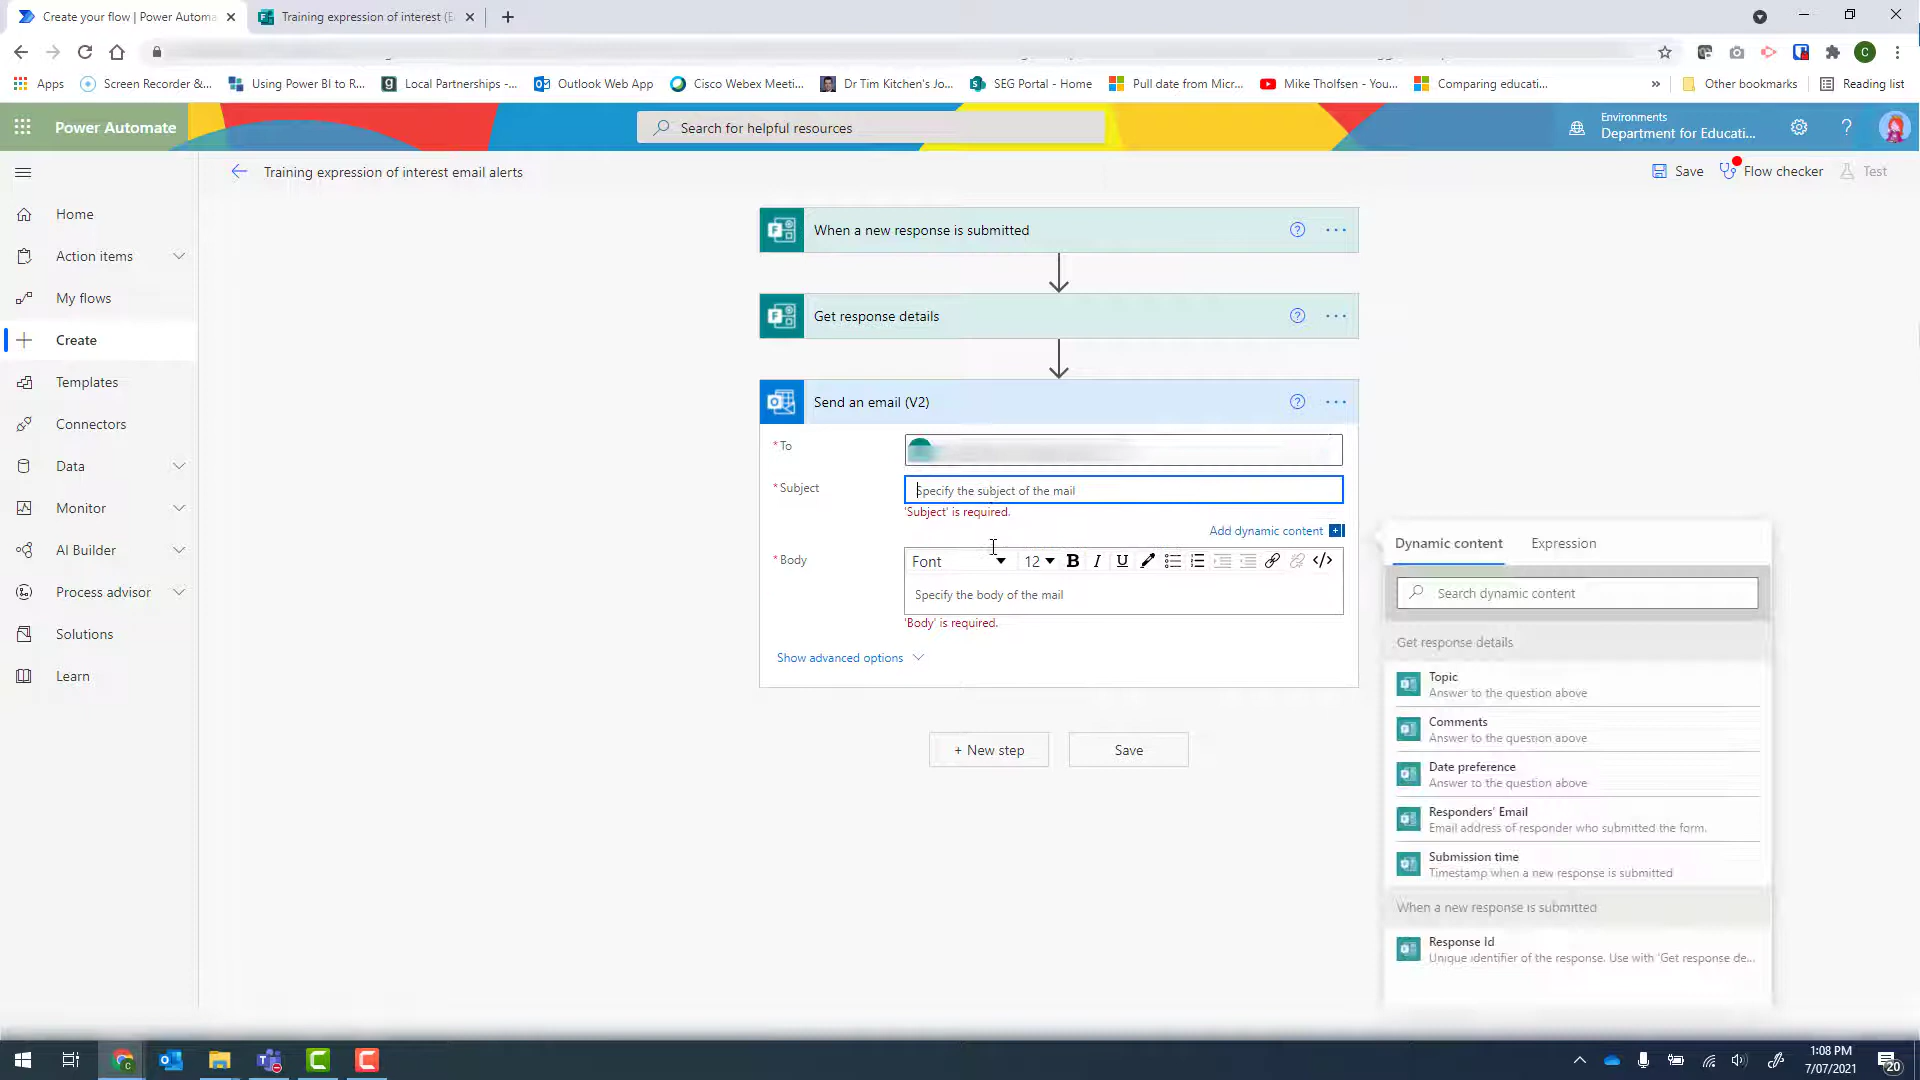 Create your flow | Power Automa
Training expression of interest (E
Apps
Screen Recorder &...
Using Power BI to R...
Local Partnerships -...
Outlook Web App
Cisco Webex Meeti...
Dr Tim Kitchen's Jo...
SEG Portal - Home
Pull date from Micr...
Mike Tholfsen - You...
Comparing educati...
»
Other bookmarks
Reading list
C
Power Automate
Search for helpful resources
Environments
Department for Educati...
Training expression of interest email alerts
Save
Flow checker
Test
Home
Action items
My flows
Create
Templates
Connectors
Data
Monitor
AI Builder
Process advisor
Solutions
Learn
When a new response is submitted
Get response details
Send an email (V2)
* To
* Subject
Specify the subject of the mail
'Subject' is required.
Add dynamic content
* Body
Font
12
B I U
</>
Specify the body of the mail
'Body' is required.
Show advanced options
+ New step
Save
Dynamic content
Expression
Search dynamic content
Get response details
Topic
Answer to the question above
Comments
Answer to the question above
Date preference
Answer to the question above
Responders' Email
Email address of responder who submitted the form.
Submission time
Timestamp when a new response is submitted
When a new response is submitted
Response Id
Unique identifier of the response. Use with 'Get response de...
1:08 PM
7/07/2021
20